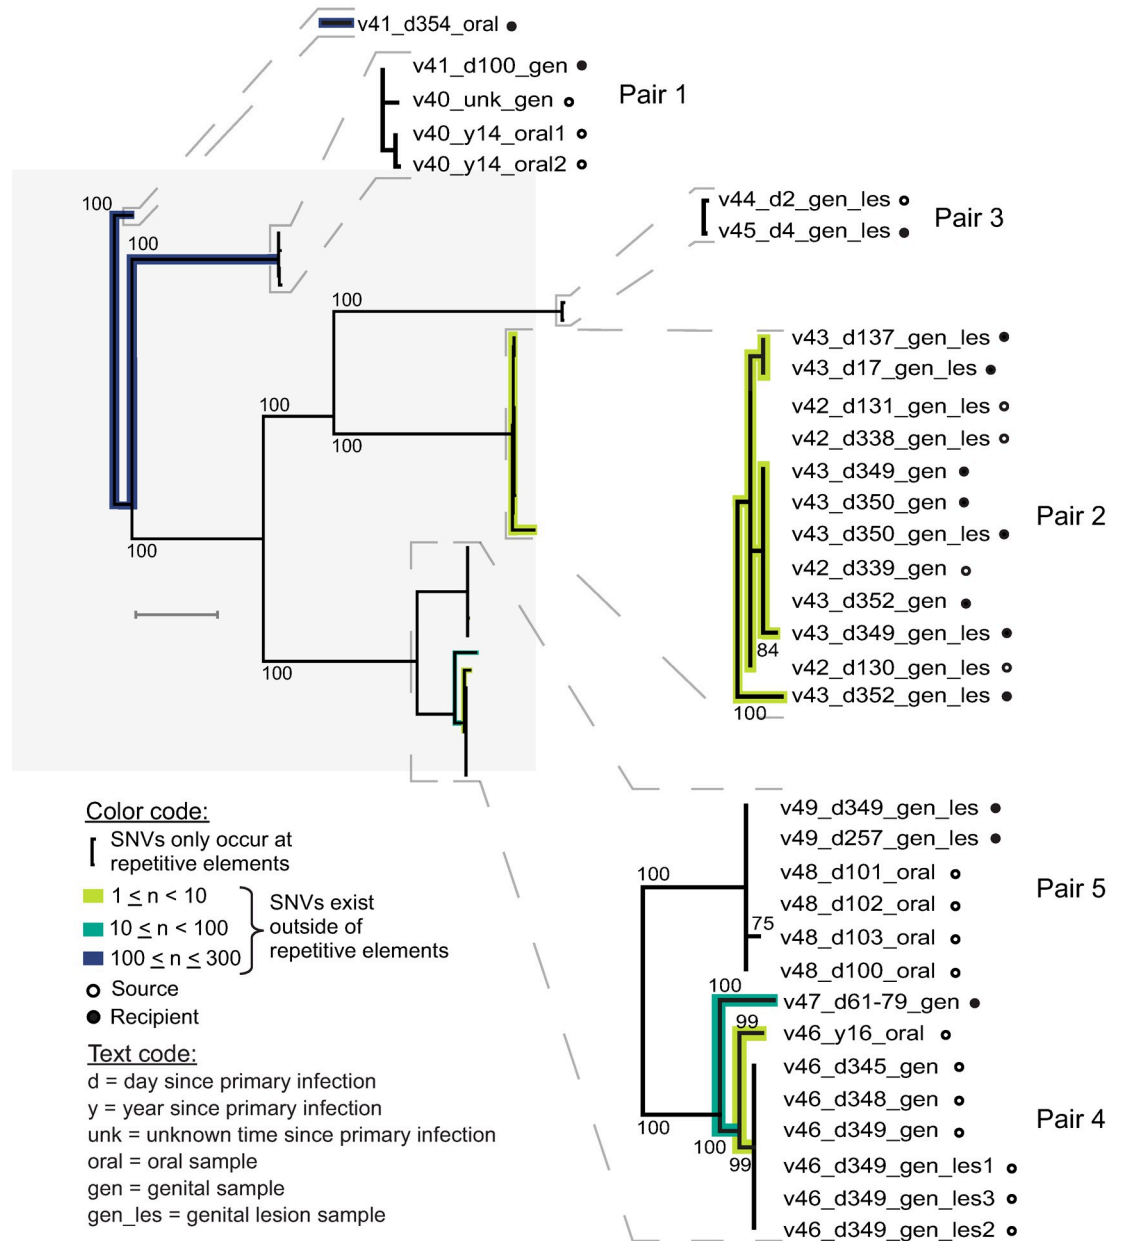 v41_d354_oral
v41_d100_gen
v40_unk_gen
v40_y14_oral1
v40_y14_oral2
Pair 1
v44_d2_gen_les
v45_d4_gen_les
Pair 3
100
100
100
100
100
100
100
v43_d137_gen_les
v43_d17_gen_les
v42_d131_gen_les
v42_d338_gen_les
v43_d349_gen
v43_d350_gen
v43_d350_gen_les
v42_d339_gen
v43_d352_gen
v43_d349_gen_les
84
v42_d130_gen_les
v43_d352_gen_les
100
Pair 2
v49_d349_gen_les
v49_d257_gen_les
v48_d101_oral
v48_d102_oral
v48_d103_oral
v48_d100_oral
100
75
Pair 5
100
v47_d61-79_gen
99
v46_y16_oral
v46_d345_gen
v46_d348_gen
v46_d349_gen
v46_d349_gen_les1
v46_d349_gen_les3
v46_d349_gen_les2
100
100
99
Pair 4
Color code:
SNVs only occur at
repetitive elements
1 ≤ n < 10
10 ≤ n < 100
100 ≤ n ≤ 300
SNVs exist
outside of
repetitive elements
Source
Recipient
Text code:
d = day since primary infection
y = year since primary infection
unk = unknown time since primary infection
oral = oral sample
gen = genital sample
gen_les = genital lesion sample